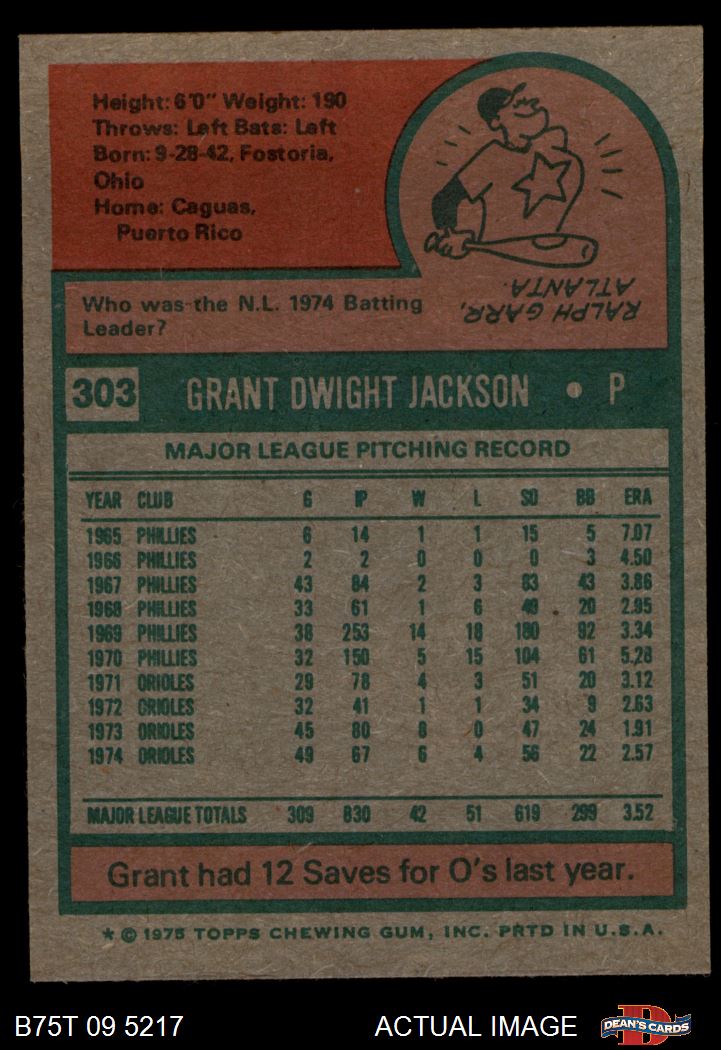 Height: 6'0" Weight: 190
Throws: Left Bats: Left
Born: 9-28-42, Fostoria,
Ohio
Home: Caguas,
Puerto Rico
Who was the N.L. 1974 Batting
Leader?
RALPH GARR,
ATLANTA.
303 GRANT DWIGHT JACKSON • P
MAJOR LEAGUE PITCHING RECORD
YEAR CLUB G IP W L SO BB ERA
1965 PHILLIES 6 14 1 1 15 5 7.07
1966 PHILLIES 2 2 0 0 0 3 4.50
1967 PHILLIES 43 84 2 3 83 43 3.86
1968 PHILLIES 33 61 1 6 49 20 2.95
1969 PHILLIES 38 253 14 18 180 92 3.34
1970 PHILLIES 32 150 5 15 104 61 5.28
1971 ORIOLES 29 78 4 3 51 20 3.12
1972 ORIOLES 32 41 1 1 34 9 2.63
1973 ORIOLES 45 80 8 0 47 24 1.91
1974 ORIOLES 49 67 6 4 56 22 2.57
MAJOR LEAGUE TOTALS 309 830 42 51 619 299 3.52
Grant had 12 Saves for O's last year.
* © 1975 TOPPS CHEWING GUM, INC. PRTD IN U.S.A.
B75T 09 5217 ACTUAL IMAGE DEAN'S CARDS